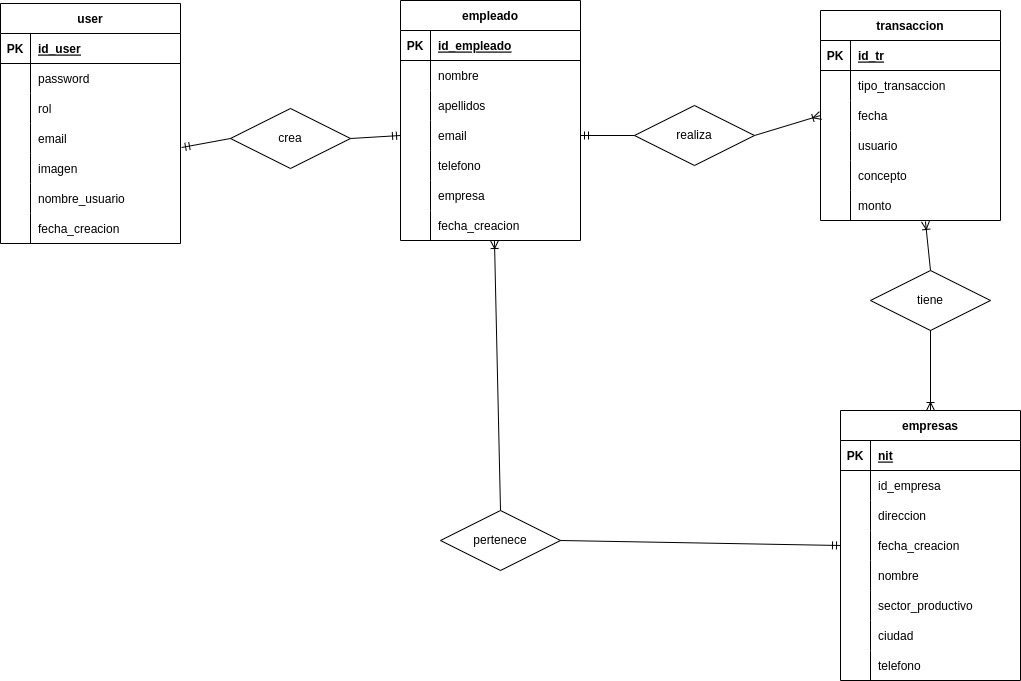 user
PK id_user
password
rol
email
imagen
nombre_usuario
fecha_creacion
crea
empleado
PK id_empleado
nombre
apellidos
email
telefono
empresa
fecha_creacion
realiza
transaccion
PK id_tr
tipo_transaccion
fecha
usuario
concepto
monto
tiene
pertenece
empresas
PK nit
id_empresa
direccion
fecha_creacion
nombre
sector_productivo
ciudad
telefono